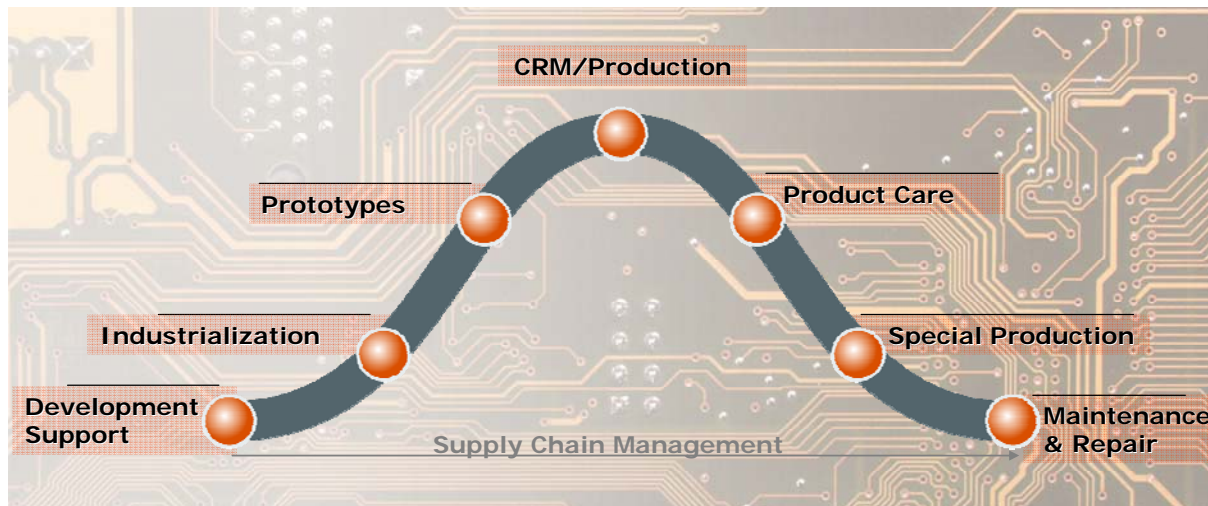 CRM/Production
Prototypes
Product Care
Industrialization
Special Production
Development
Support
Maintenance
& Repair
Supply Chain Management